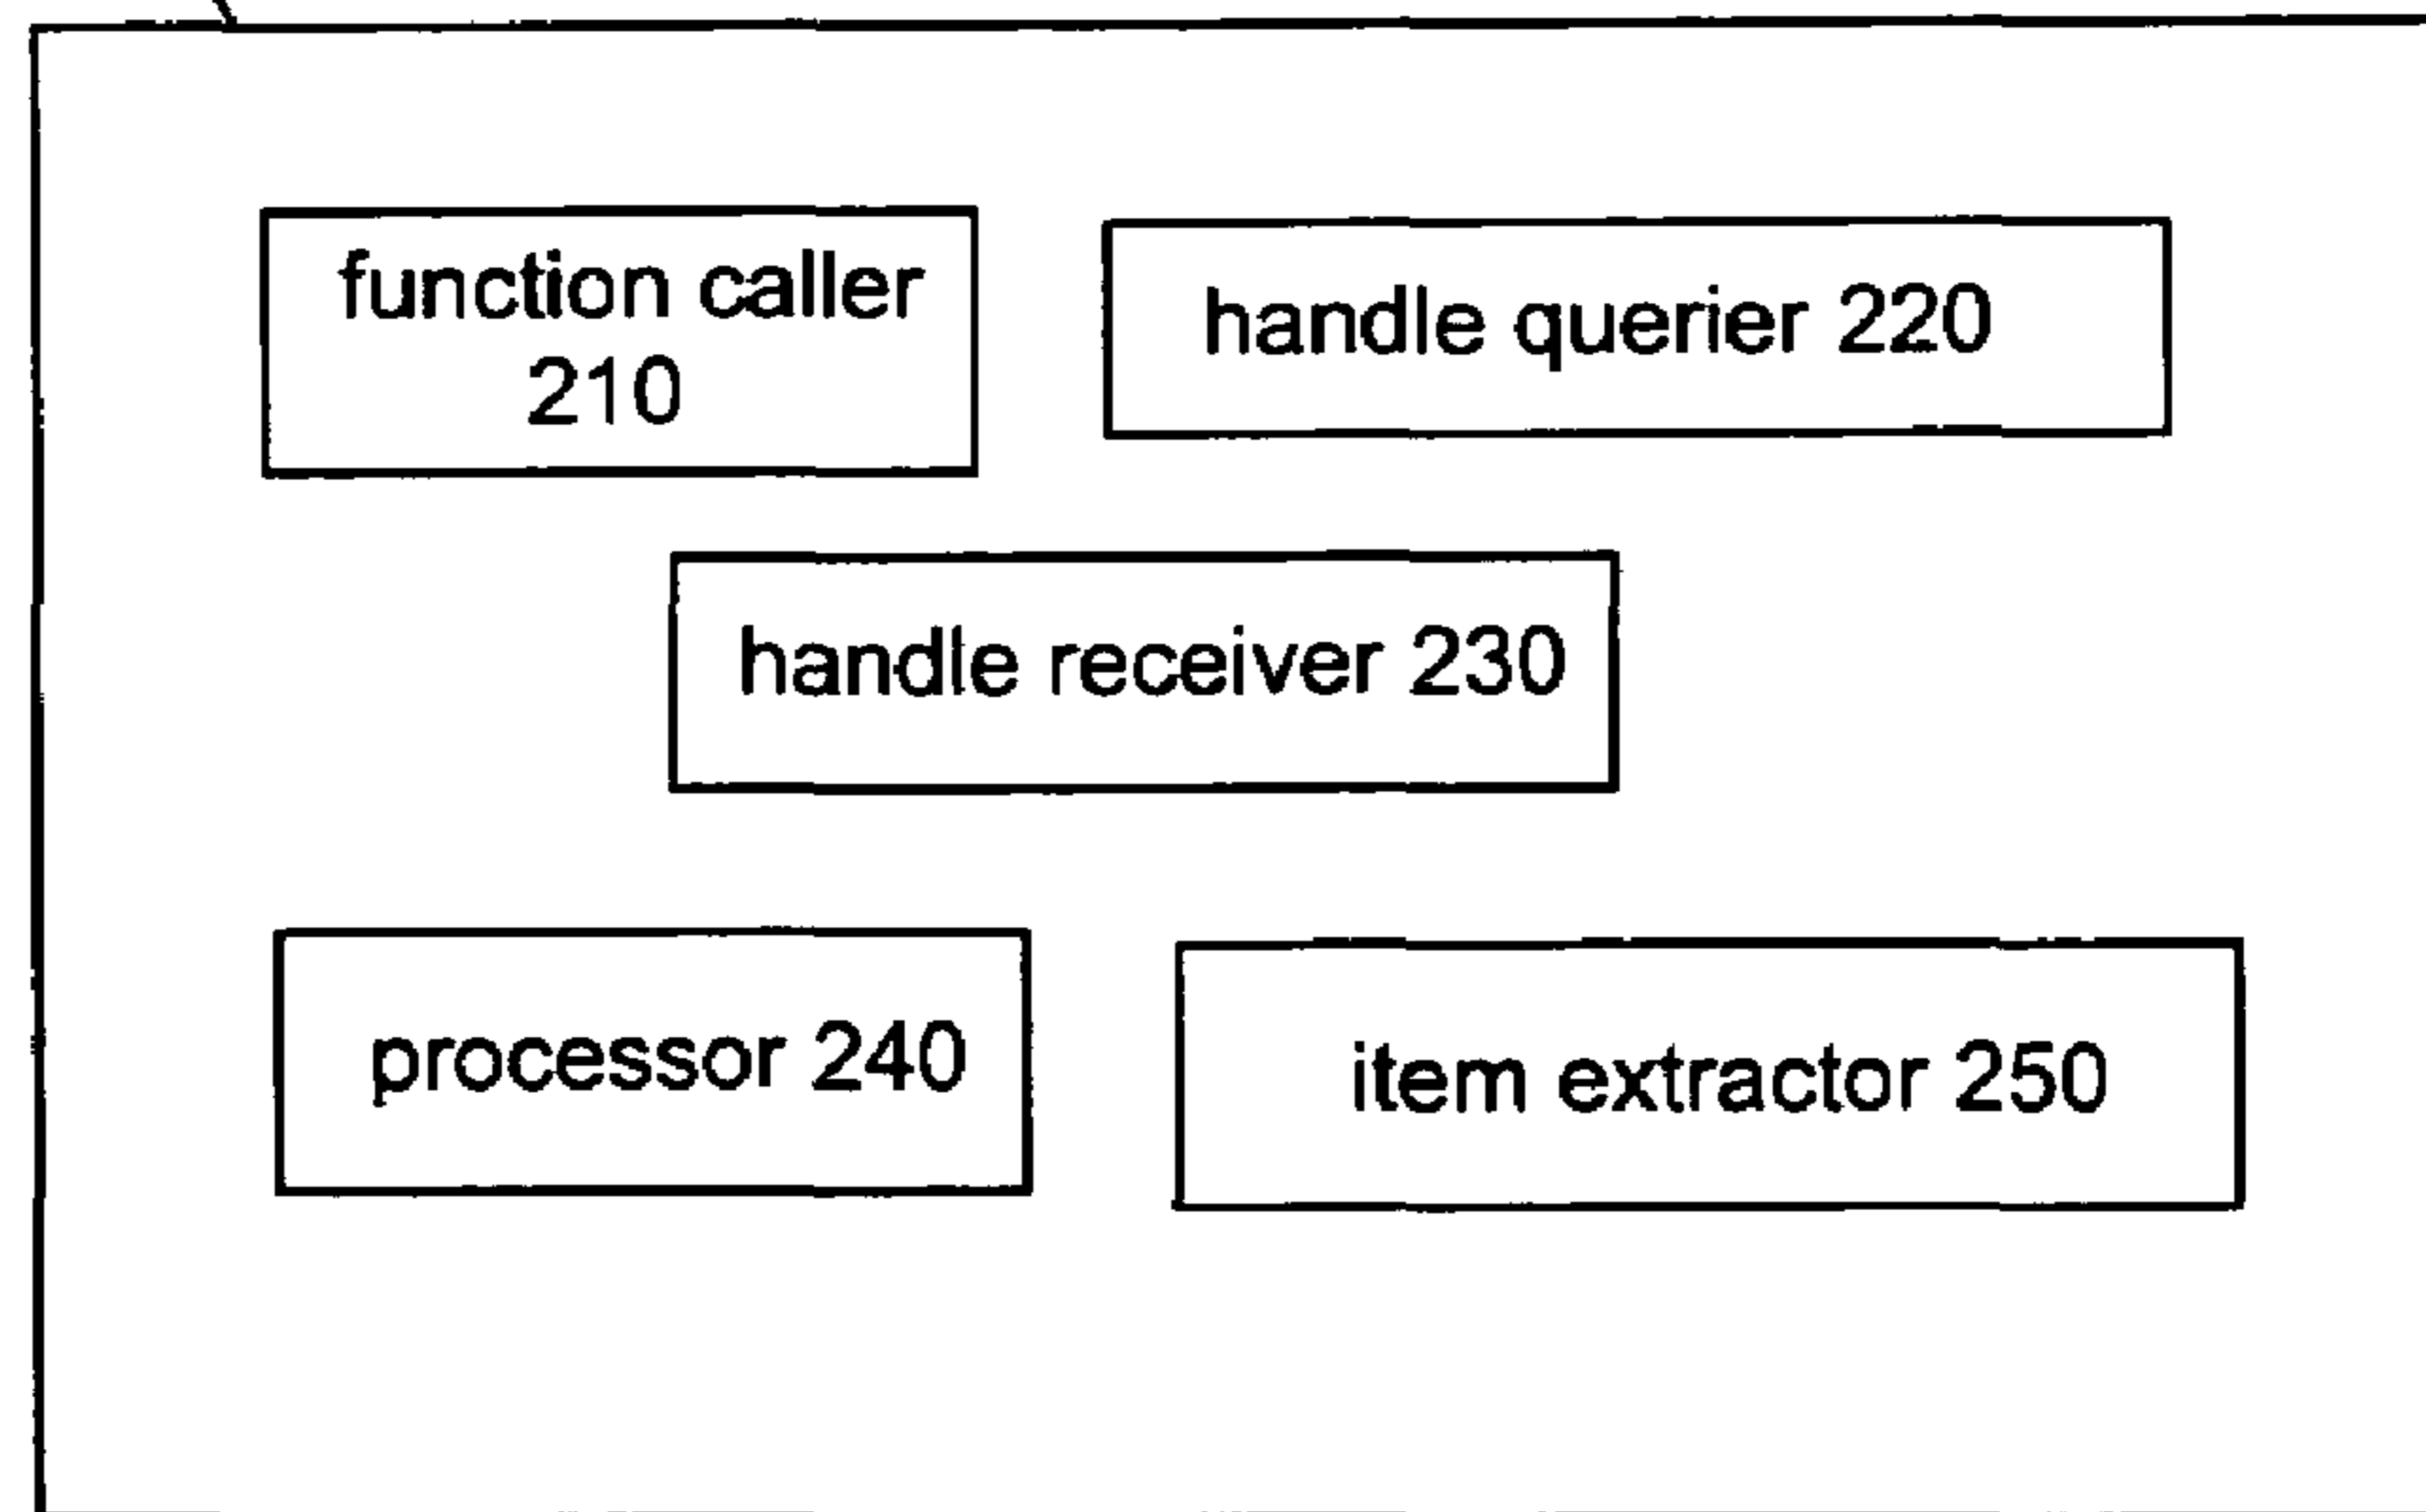 function caller
210
handle querier 220
handle receiver 230
processor 240
item extractor 250